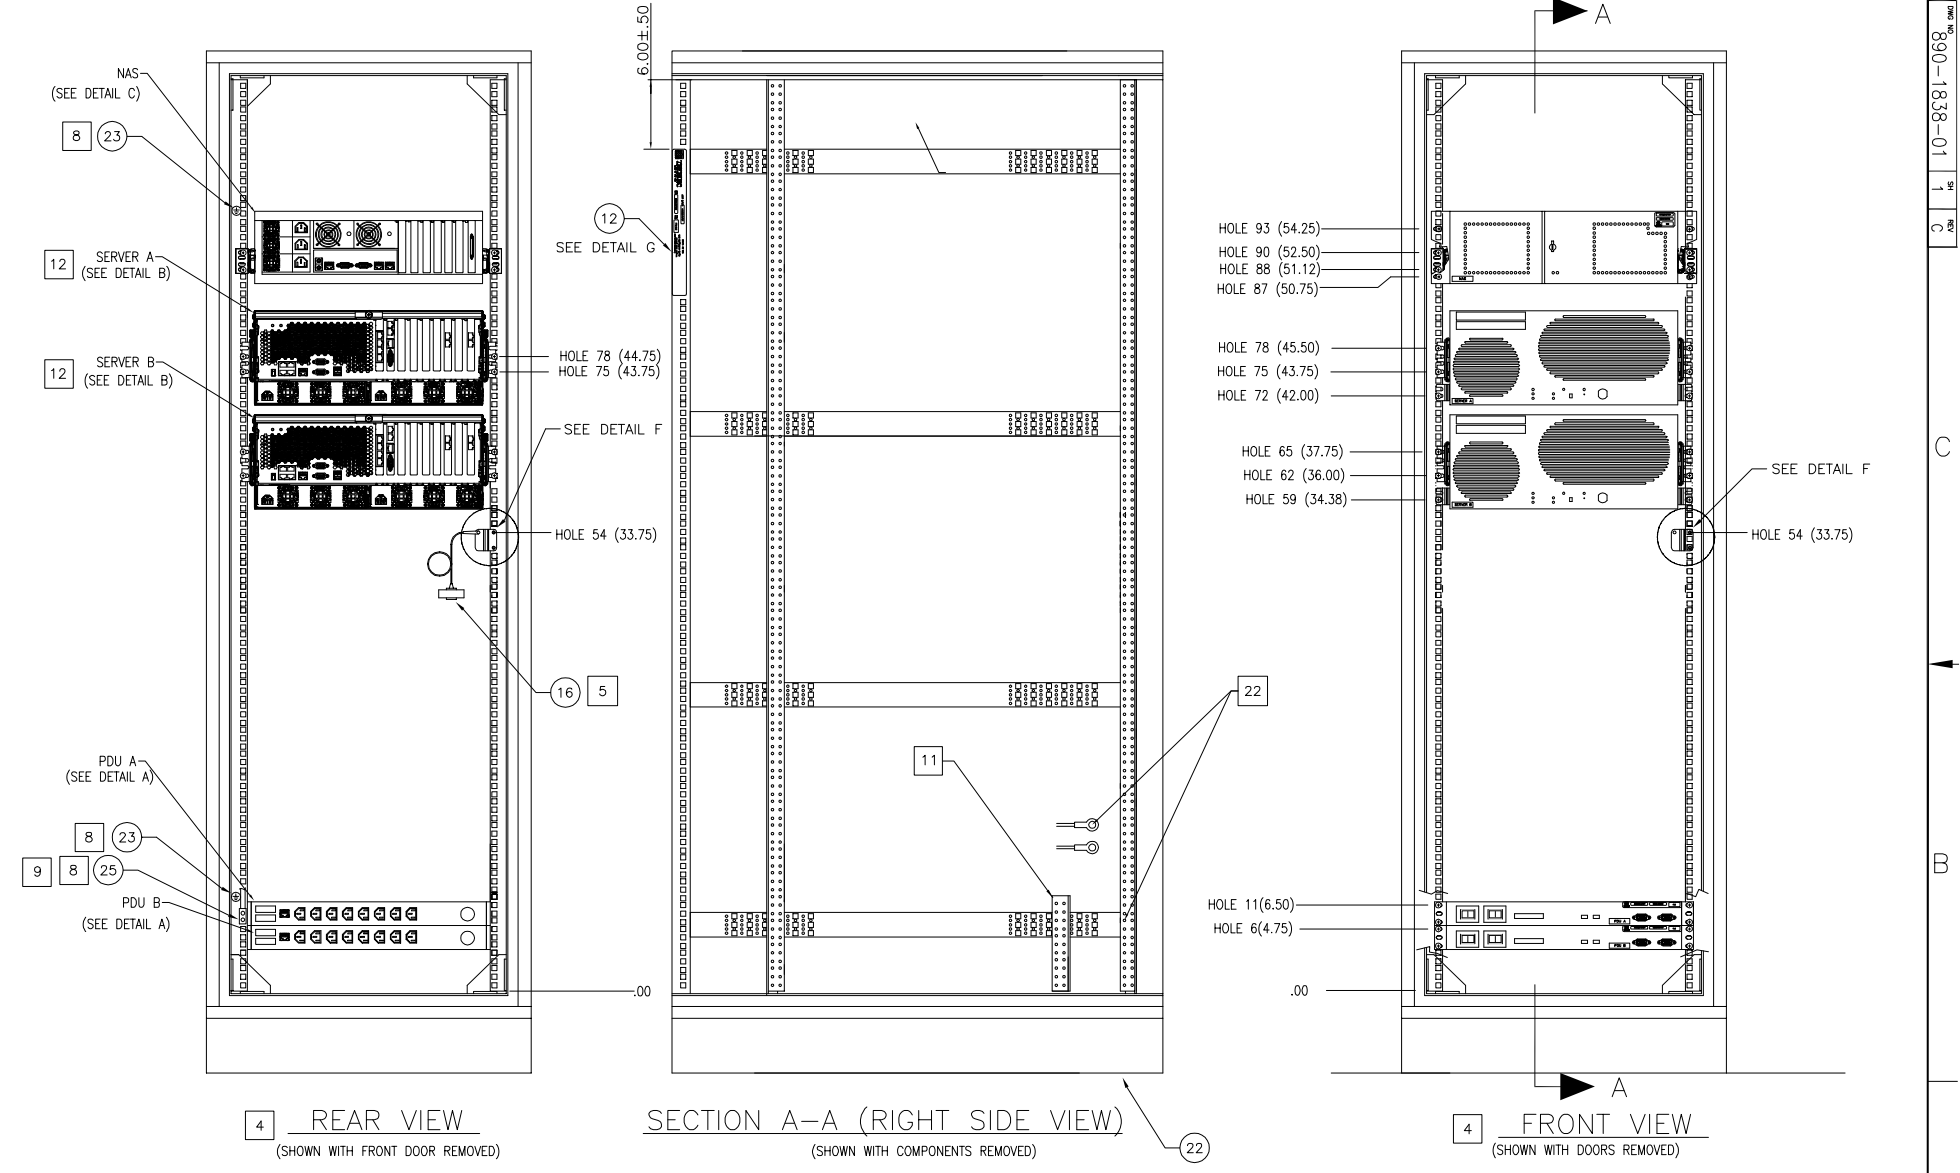 NAS
(SEE DETAIL C)
8 23
12
SERVER A
(SEE DETAIL B)
12
SERVER B
(SEE DETAIL B)
HOLE 78 (44.75)
HOLE 75 (43.75)
SEE DETAIL F
HOLE 54 (33.75)
16 5
PDU A
(SEE DETAIL A)
8 23
9 8 25
PDU B
(SEE DETAIL A)
.00
4 REAR VIEW
(SHOWN WITH FRONT DOOR REMOVED)
6.00±.50
12
SEE DETAIL G
22
11
SECTION A-A (RIGHT SIDE VIEW)
(SHOWN WITH COMPONENTS REMOVED)
22
A
HOLE 93 (54.25)
HOLE 90 (52.50)
HOLE 88 (51.12)
HOLE 87 (50.75)
NAS
HOLE 78 (45.50)
HOLE 75 (43.75)
HOLE 72 (42.00)
SERVER A
HOLE 65 (37.75)
HOLE 62 (36.00)
HOLE 59 (34.38)
SERVER B
SEE DETAIL F
HOLE 54 (33.75)
HOLE 11(6.50)
PDU A
HOLE 6(4.75)
PDU B
.00
A
4 FRONT VIEW
(SHOWN WITH DOORS REMOVED)
DWG NO 890-1838-01 SH 1 REV C
C
B